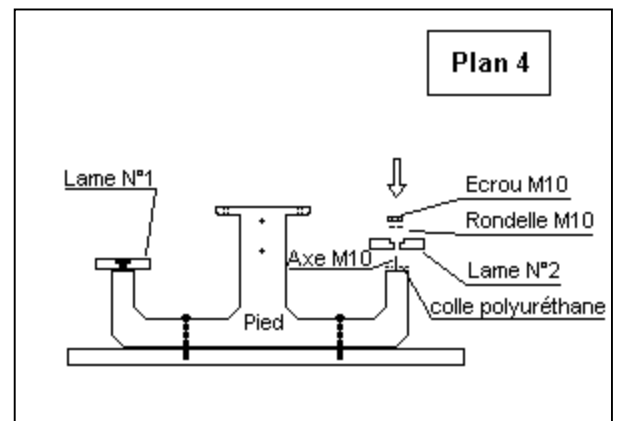 Plan 4
Lame N°1
Ecrou M10
Rondelle M10
Axe M10
Lame N°2
colle polyuréthane
Pied